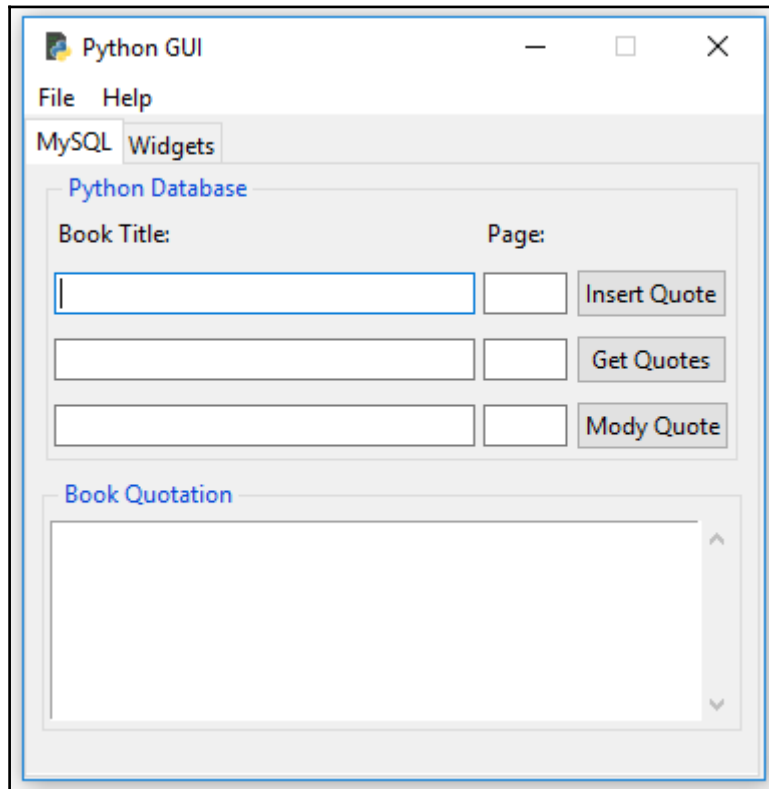 Python GUI
File Help
MySQL Widgets
Python Database
Book Title: Page:
Insert Quote
Get Quotes
Mody Quote
Book Quotation